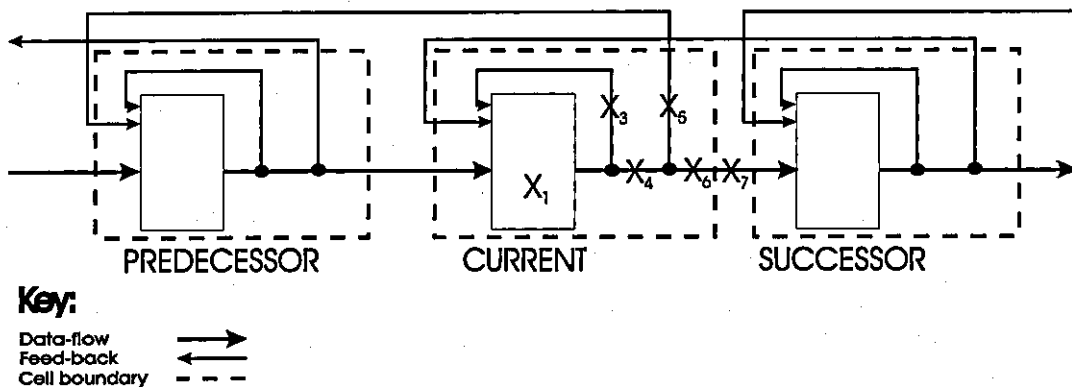 X3
X5
X4
X6
X7
X1
PREDECESSOR
CURRENT
SUCCESSOR
Key:
Data-flow
Feed-back
Cell boundary